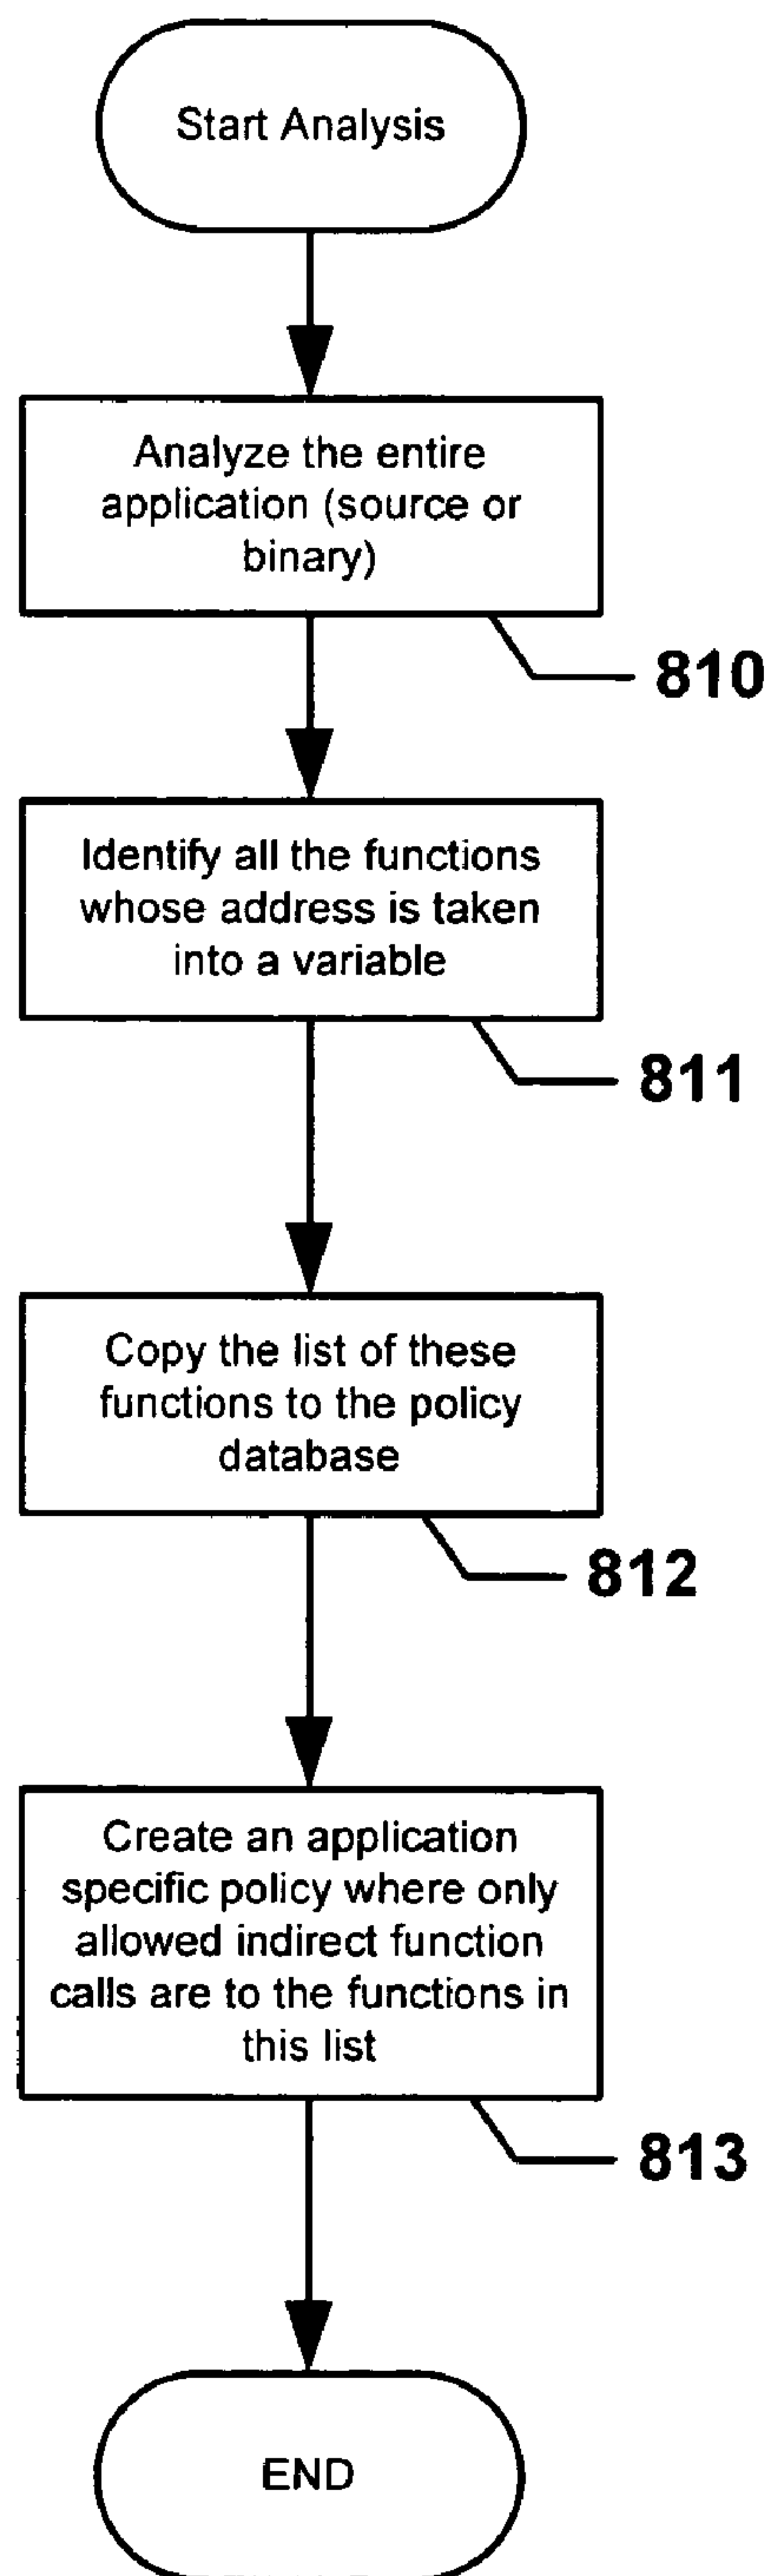 Start Analysis
Analyze the entire
application (source or
binary)
810
Identify all the functions
whose address is taken
into a variable
811
Copy the list of these
functions to the policy
database
812
Create an application
specific policy where only
allowed indirect function
calls are to the functions in
this list
813
END